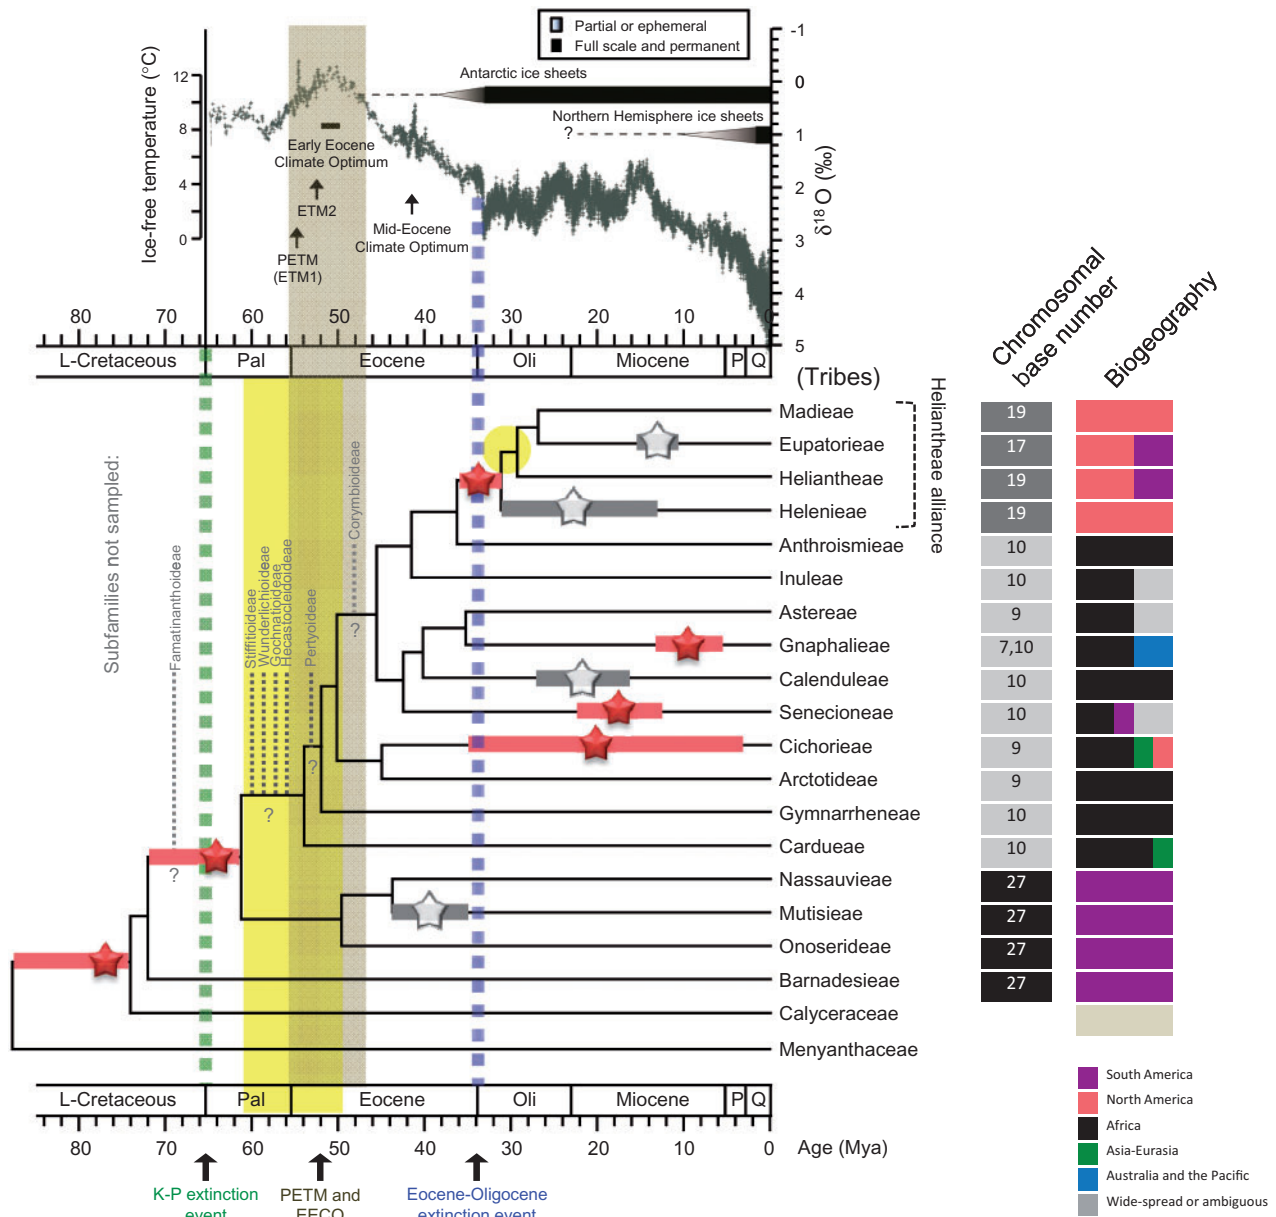 Partial or ephemeral
Full scale and permanent
Antarctic ice sheets
Northern Hemisphere ice sheets
?
Ice-free temperature (°C)
12
8
4
0
Early Eocene
Climate Optimum
ETM2
PETM
(ETM1)
Mid-Eocene
Climate Optimum
-1
0
1
2
3
4
5
δ18 O (‰)
80
70
60
50
40
30
20
10
0
L-Cretaceous
Pal
Eocene
Oli
Miocene
P
Q
(Tribes)
Chromosomal
base number
Biogeography
Subfamilies not sampled:
Famatinanthoideae
Stifftioideae
Wunderlichioideae
Gochnatioideae
Hecastocleidoideae
Pertyoideae
Corymbioideae
?
?
?
?
Heliantheae alliance
Madieae 19
Eupatorieae 17
Heliantheae 19
Helenieae 19
Anthroismieae 10
Inuleae 10
Astereae 9
Gnaphalieae 7,10
Calenduleae 10
Senecioneae 10
Cichorieae 9
Arctotideae 9
Gymnarrheneae 10
Cardueae 10
Nassauvieae 27
Mutisieae 27
Onoserideae 27
Barnadesieae 27
Calyceraceae
Menyanthaceae
L-Cretaceous
Pal
Eocene
Oli
Miocene
P
Q
80
70
60
50
40
30
20
10
0
Age (Mya)
K-P extinction
event
PETM and
EECO
Eocene-Oligocene
extinction event
South America
North America
Africa
Asia-Eurasia
Australia and the Pacific
Wide-spread or ambiguous